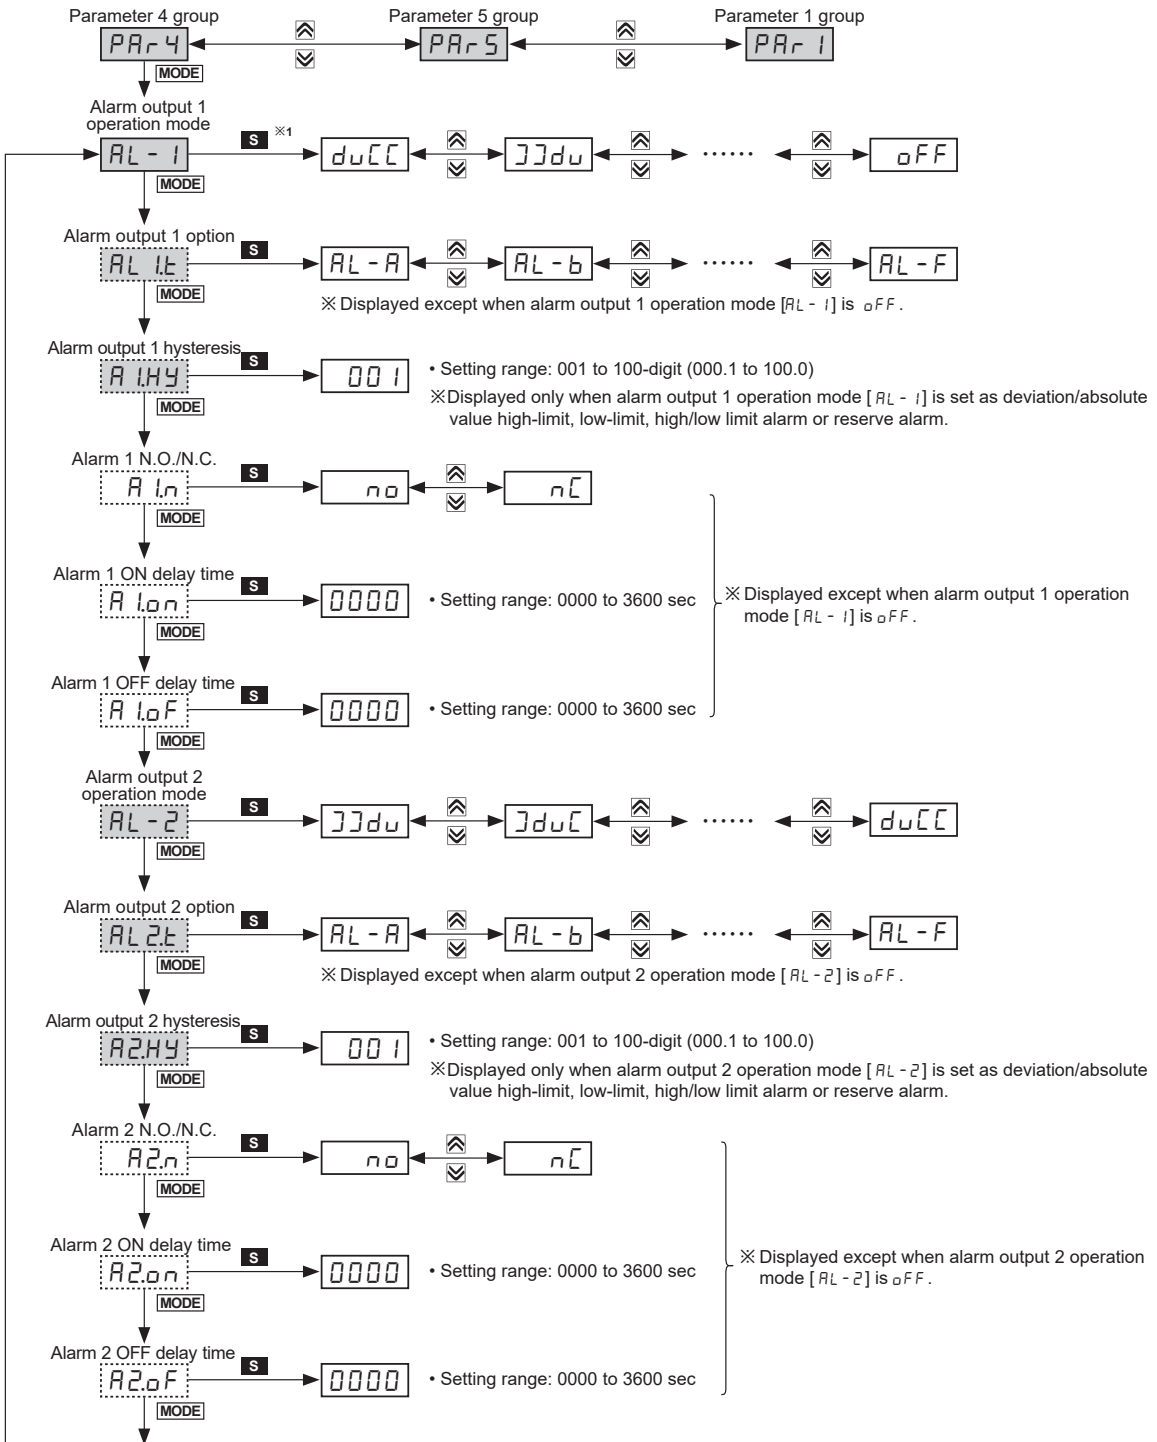 Parameter 4 group
Parameter 5 group
Parameter 1 group
PAr4
PAr5
PAr1
MODE
Alarm output 1
operation mode
AL-1
S ※1
duCC
JJdu
······
oFF
MODE
Alarm output 1 option
AL1.t
S
AL-A
AL-b
······
AL-F
MODE
※ Displayed except when alarm output 1 operation mode [AL-1] is oFF.
Alarm output 1 hysteresis
A1.HY
S
001
• Setting range: 001 to 100-digit (000.1 to 100.0)
MODE
※Displayed only when alarm output 1 operation mode [AL-1] is set as deviation/absolute
value high-limit, low-limit, high/low limit alarm or reserve alarm.
Alarm 1 N.O./N.C.
A1.n
S
no
nC
MODE
Alarm 1 ON delay time
A1.on
S
0000
• Setting range: 0000 to 3600 sec
※ Displayed except when alarm output 1 operation
mode [AL-1] is oFF.
MODE
Alarm 1 OFF delay time
A1.oF
S
0000
• Setting range: 0000 to 3600 sec
MODE
Alarm output 2
operation mode
AL-2
S
JJdu
JduC
······
duCC
MODE
Alarm output 2 option
AL2.t
S
AL-A
AL-b
······
AL-F
MODE
※ Displayed except when alarm output 2 operation mode [AL-2] is oFF.
Alarm output 2 hysteresis
A2.HY
S
001
• Setting range: 001 to 100-digit (000.1 to 100.0)
MODE
※Displayed only when alarm output 2 operation mode [AL-2] is set as deviation/absolute
value high-limit, low-limit, high/low limit alarm or reserve alarm.
Alarm 2 N.O./N.C.
A2.n
S
no
nC
MODE
Alarm 2 ON delay time
A2.on
S
0000
• Setting range: 0000 to 3600 sec
※ Displayed except when alarm output 2 operation
mode [AL-2] is oFF.
MODE
Alarm 2 OFF delay time
A2.oF
S
0000
• Setting range: 0000 to 3600 sec
MODE